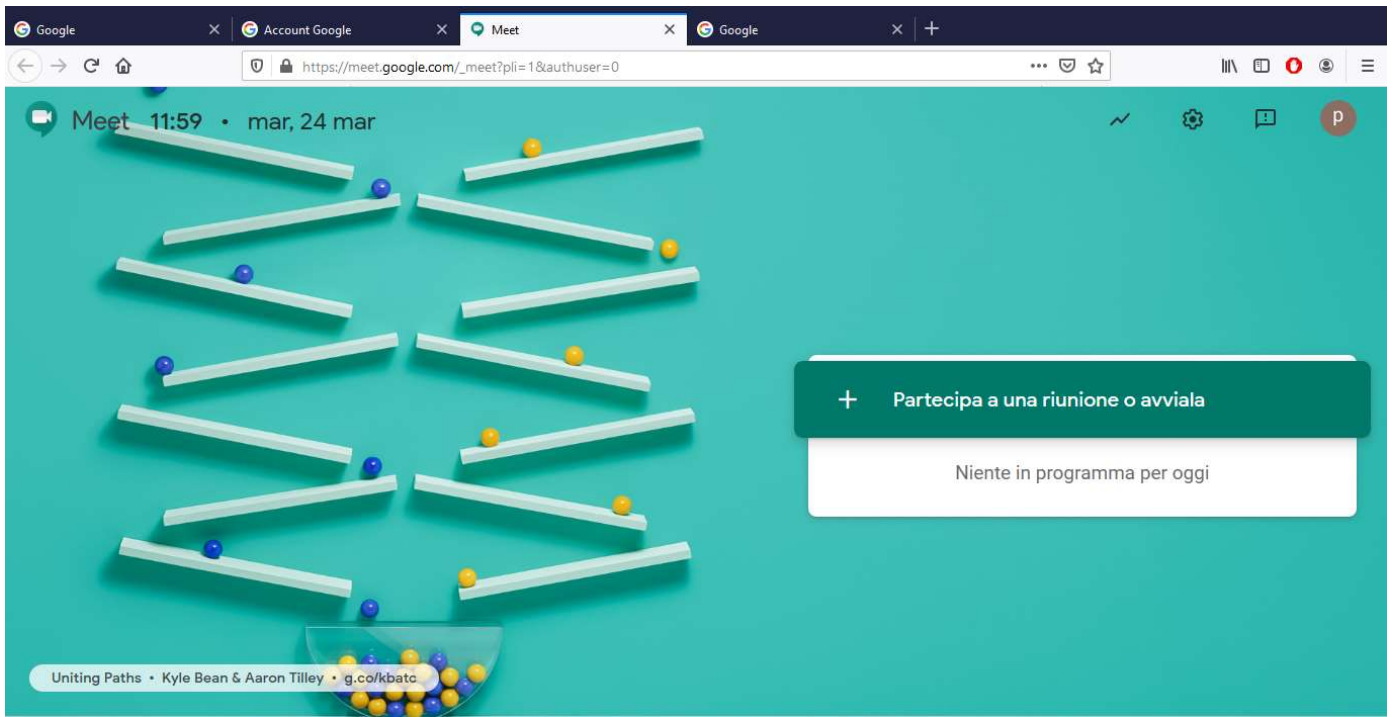 Google
Account Google
Meet
Google
https://meet.google.com/_meet?pli=1&authuser=0
Meet 11:59 • mar, 24 mar
P
Partecipa a una riunione o avviala
Niente in programma per oggi
Uniting Paths • Kyle Bean & Aaron Tilley • g.co/kbatc